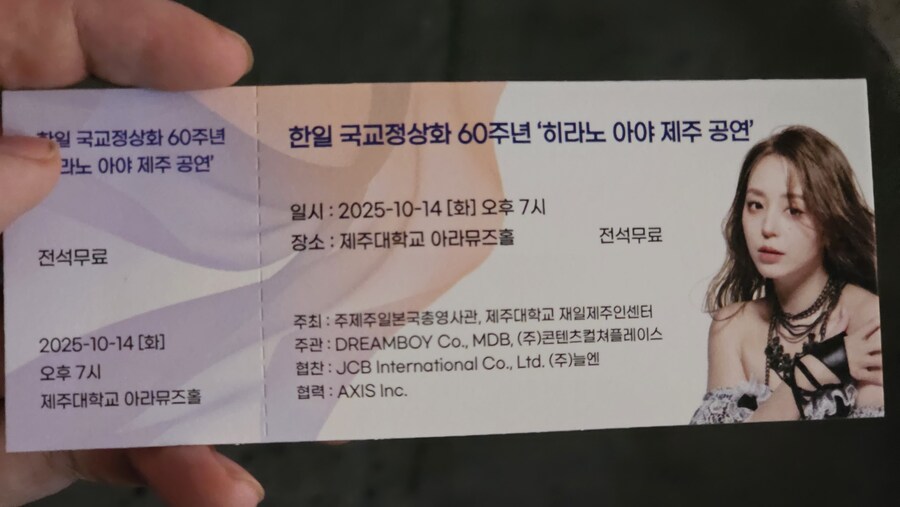 한일 국교정상화 60주년
라노 아야 제주 공연’
전석무료
2025-10-14 [화]
오후 7시
제주대학교 아라뮤즈홀
한일 국교정상화 60주년 ‘히라노 아야 제주 공연’
일시 : 2025-10-14 [화] 오후 7시
장소 : 제주대학교 아라뮤즈홀
전석무료
주최 : 주제주일본국총영사관, 제주대학교 재일제주인센터
주관 : DREAMBOY Co., MDB, (주)콘텐츠컬쳐플레이스
협찬 : JCB International Co., Ltd. (주)늘엔
협력 : AXIS Inc.